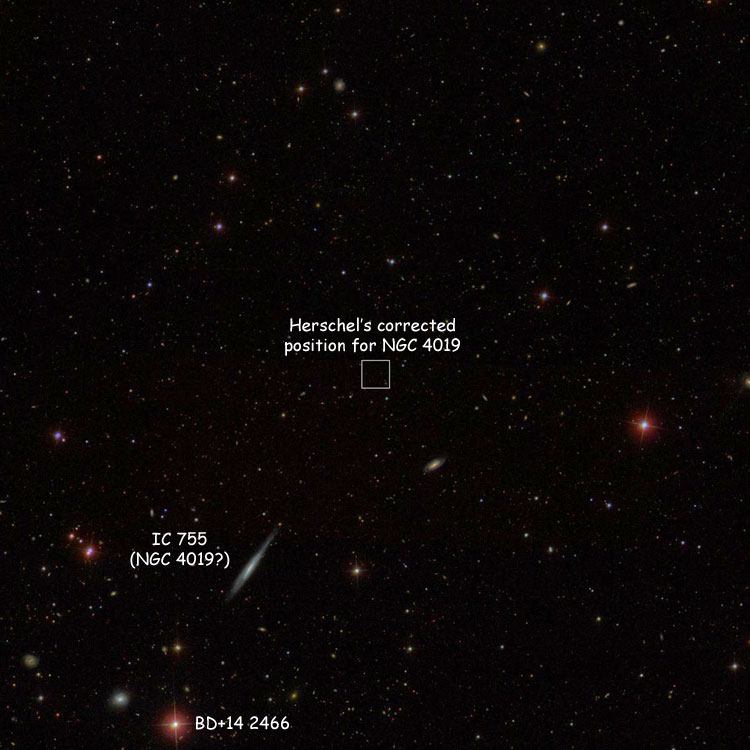 Herschel's corrected
position for NGC 4019
IC 755
(NGC 4019?)
BD+14 2466